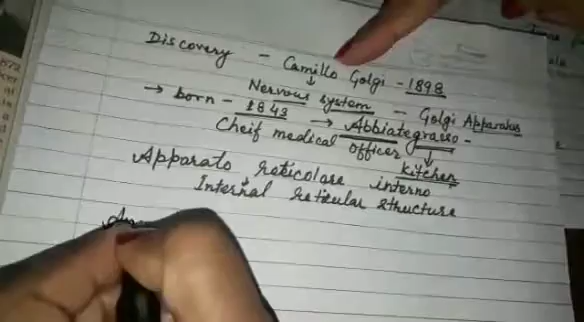 Discovery - Camillo Golgi - 1898
↓
Nervous system - Golgi Apparatus
→ born - 1843 → Abbiategrasso -
Cheif medical officer ↓
kitchen
Apparato reticolare interno
Internal reticular structure